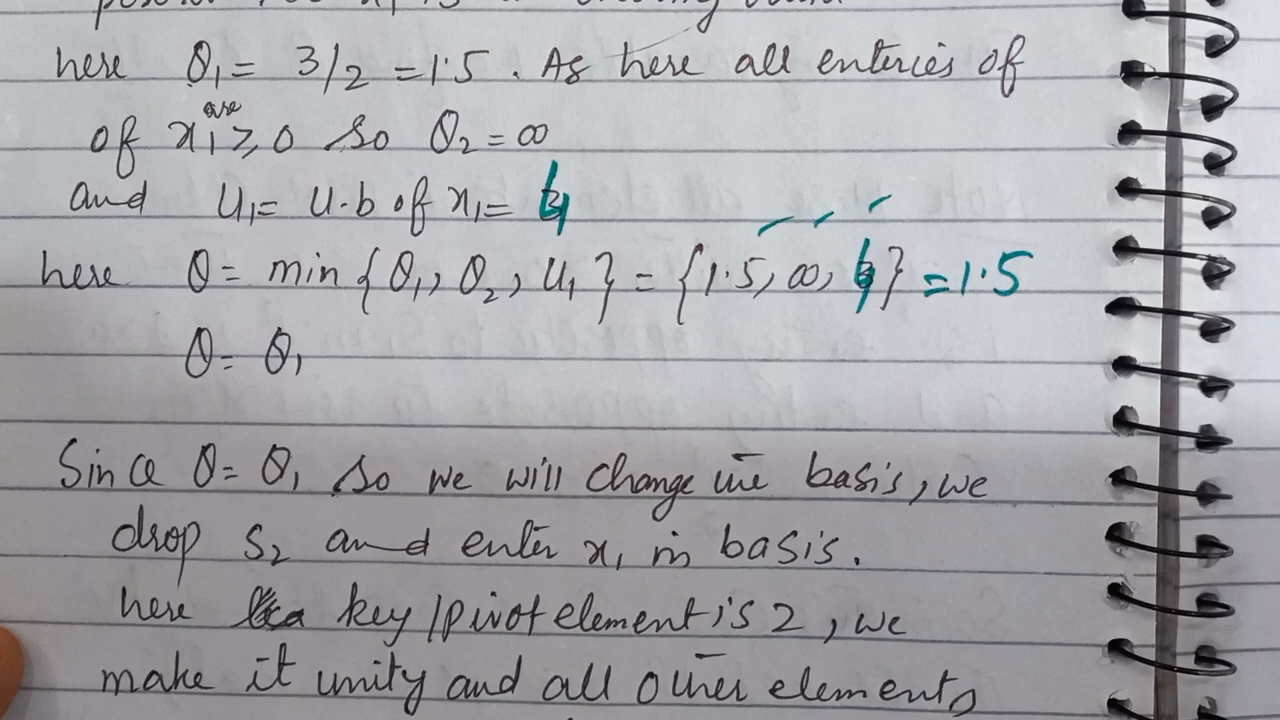 here θ₁ = 3/2 = 1.5. As here all enteries of
of x₁ are ≥ 0 so θ₂ = ∞
and u₁ = u.b of x₁ = 4
here θ = min { θ₁, θ₂, u₁ } = { 1.5, ∞, 4 } = 1.5
θ = θ₁
Since θ = θ₁ so we will change the basis, we
drop s₂ and enter x₁ in basis.
here key/pivot element is 2, we
make it unity and all other elements